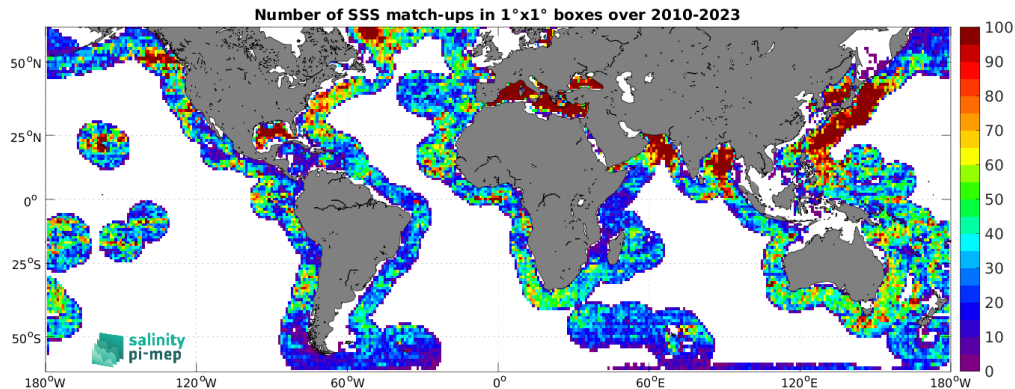 Number of SSS match-ups in 1°x1° boxes over 2010-2023
100
90
80
70
60
50
40
30
20
10
0
50°N
25°N
0°
25°S
50°S
salinity
pi-mep
180°W 120°W 60°W 0° 60°E 120°E 180°W